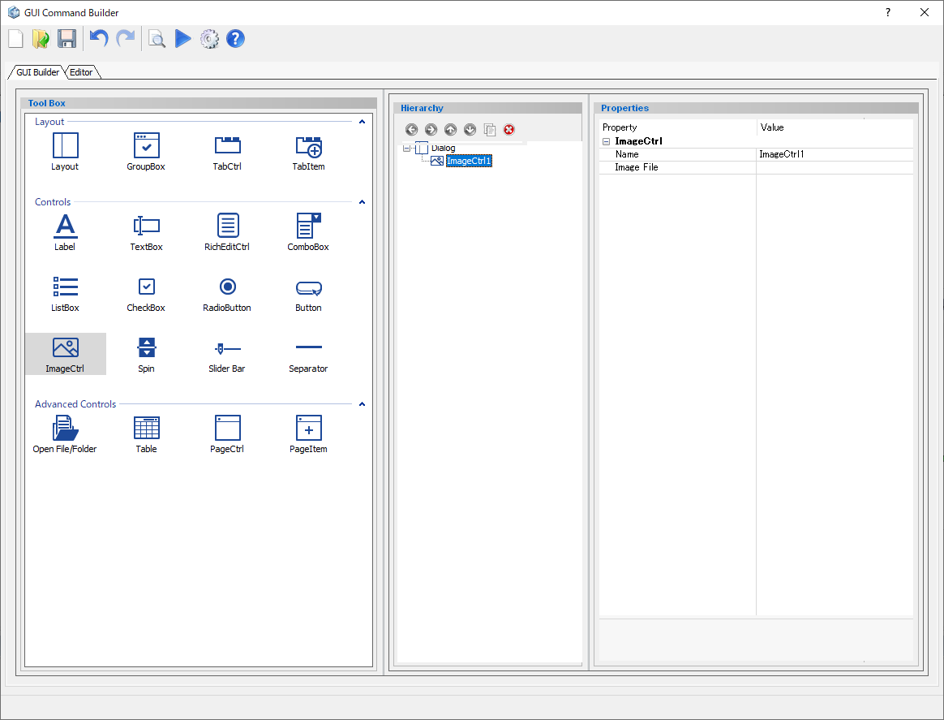 GUI Command Builder
?
GUI Builder Editor
Tool Box
Layout
Layout GroupBox TabCtrl TabItem
Controls
Label TextBox RichEditCtrl ComboBox
ListBox CheckBox RadioButton Button
ImageCtrl Spin Slider Bar Separator
Advanced Controls
Open File/Folder Table PageCtrl PageItem
Hierarchy
Dialog
ImageCtrl1
Properties
Property Value
ImageCtrl
Name ImageCtrl1
Image File